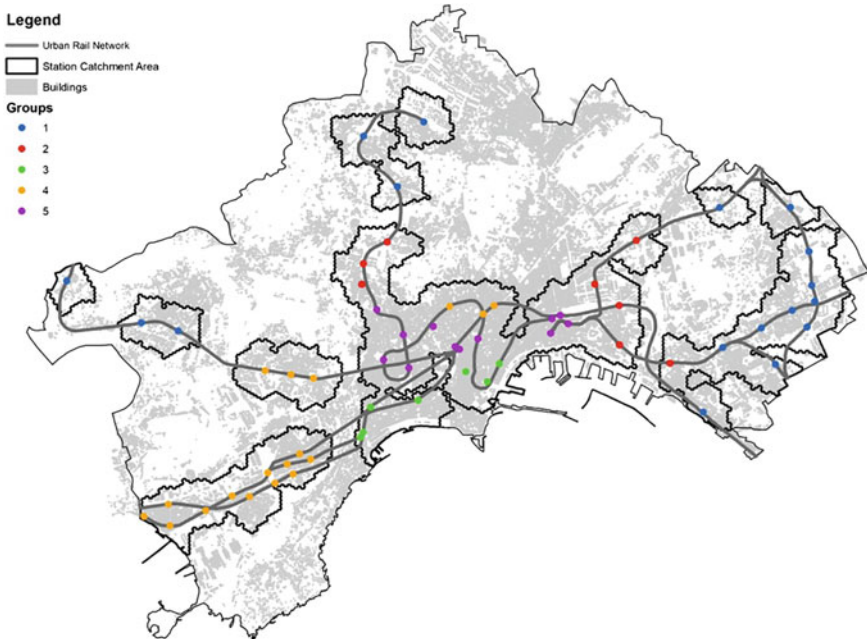 Legend
Urban Rail Network
Station Catchment Area
Buildings
Groups
1
2
3
4
5